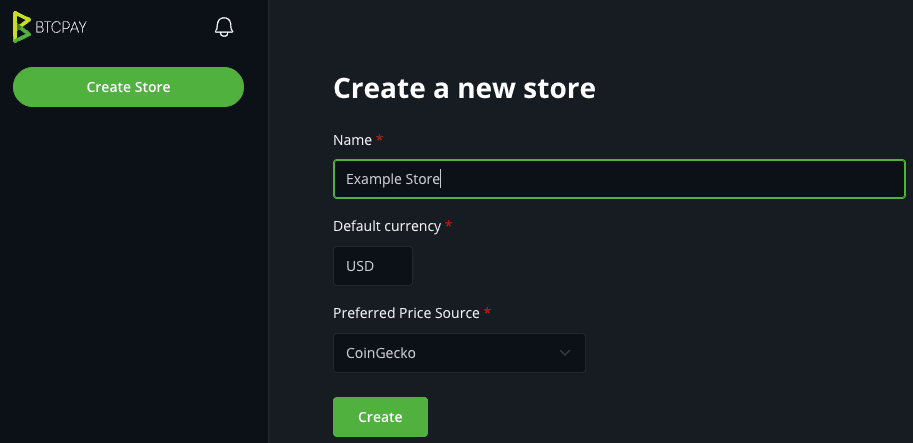 BTCPAY
Create Store
Create a new store
Name *
Example Store
Default currency *
USD
Preferred Price Source *
CoinGecko
Create